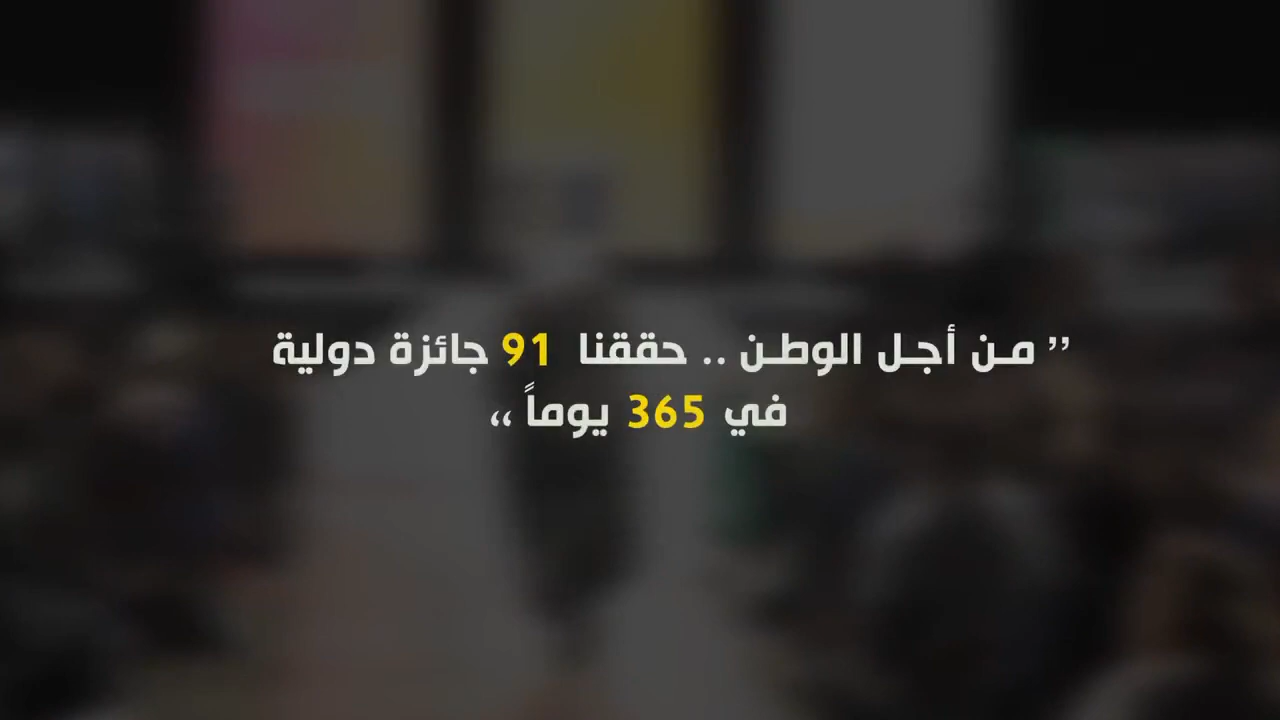 ” من أجل الوطن .. حققنا 91 جائزة دولية
في 365 يوماً “